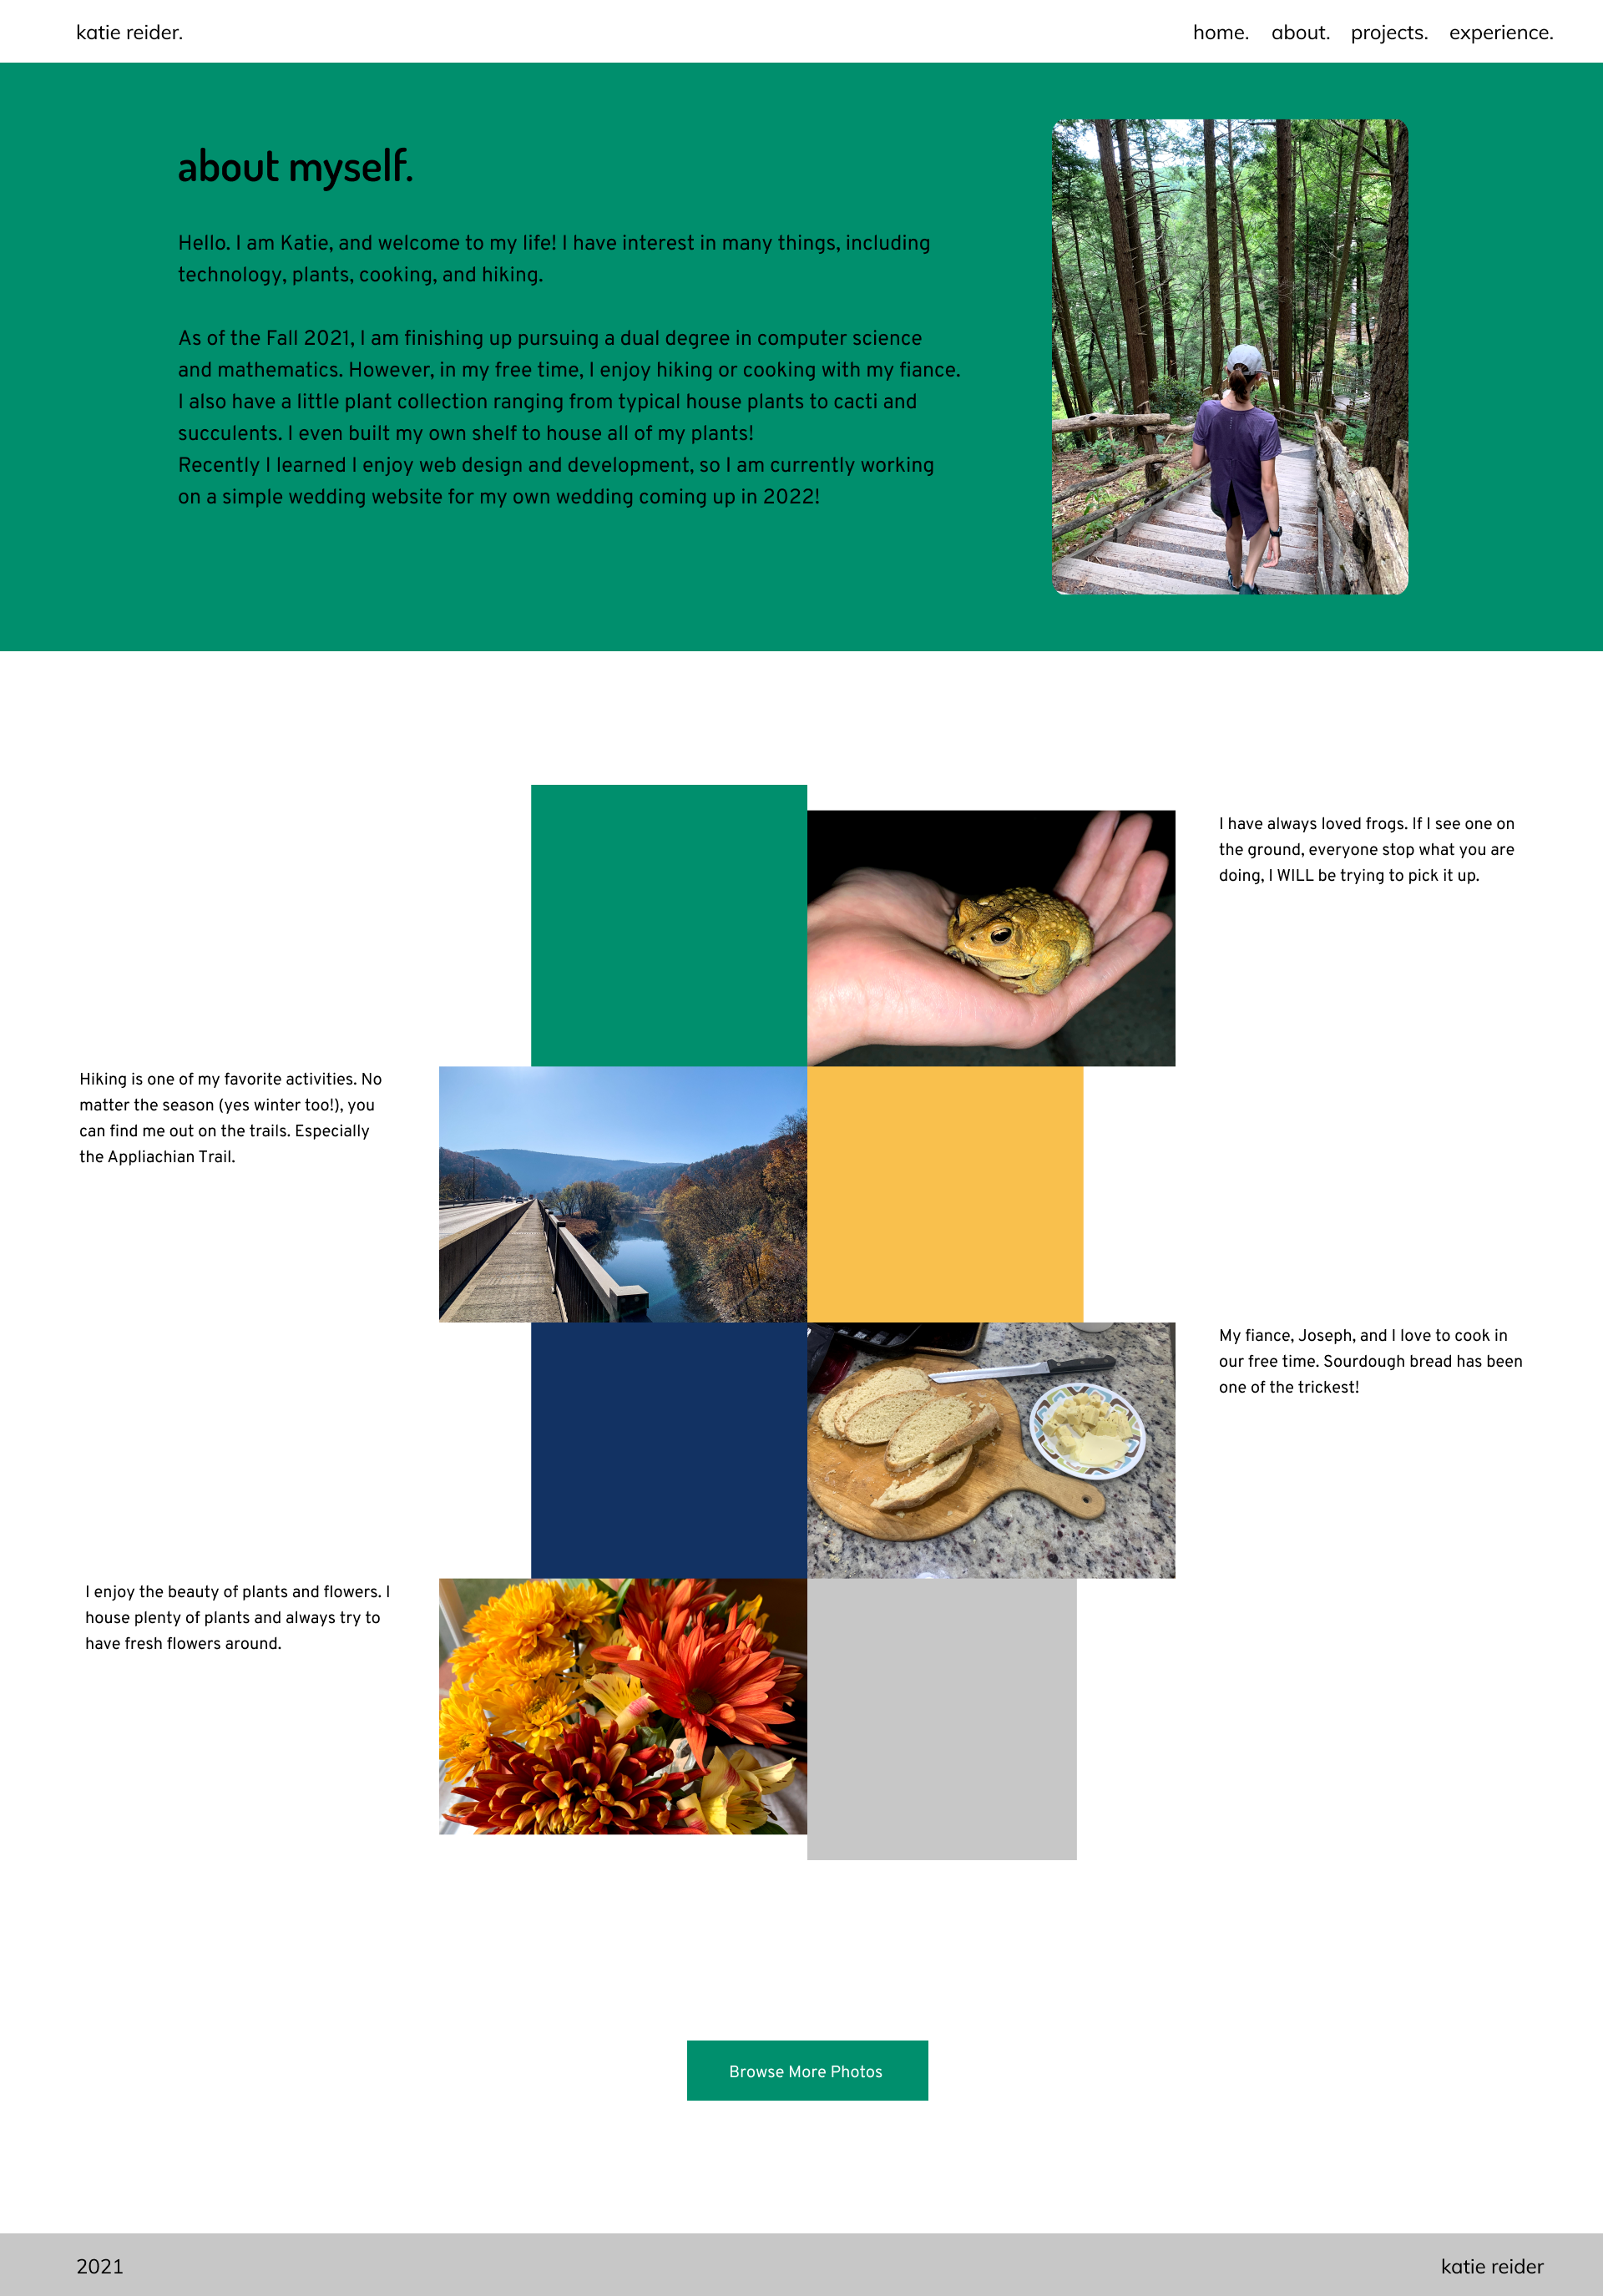 katie reider.
home. about. projects. experience.
about myself.
Hello. I am Katie, and welcome to my life! I have interest in many things, including
technology, plants, cooking, and hiking.
As of the Fall 2021, I am finishing up pursuing a dual degree in computer science
and mathematics. However, in my free time, I enjoy hiking or cooking with my fiance.
I also have a little plant collection ranging from typical house plants to cacti and
succulents. I even built my own shelf to house all of my plants!
Recently I learned I enjoy web design and development, so I am currently working
on a simple wedding website for my own wedding coming up in 2022!
I have always loved frogs. If I see one on
the ground, everyone stop what you are
doing, I WILL be trying to pick it up.
Hiking is one of my favorite activities. No
matter the season (yes winter too!), you
can find me out on the trails. Especially
the Appliachian Trail.
My fiance, Joseph, and I love to cook in
our free time. Sourdough bread has been
one of the trickest!
I enjoy the beauty of plants and flowers. I
house plenty of plants and always try to
have fresh flowers around.
Browse More Photos
2021
katie reider